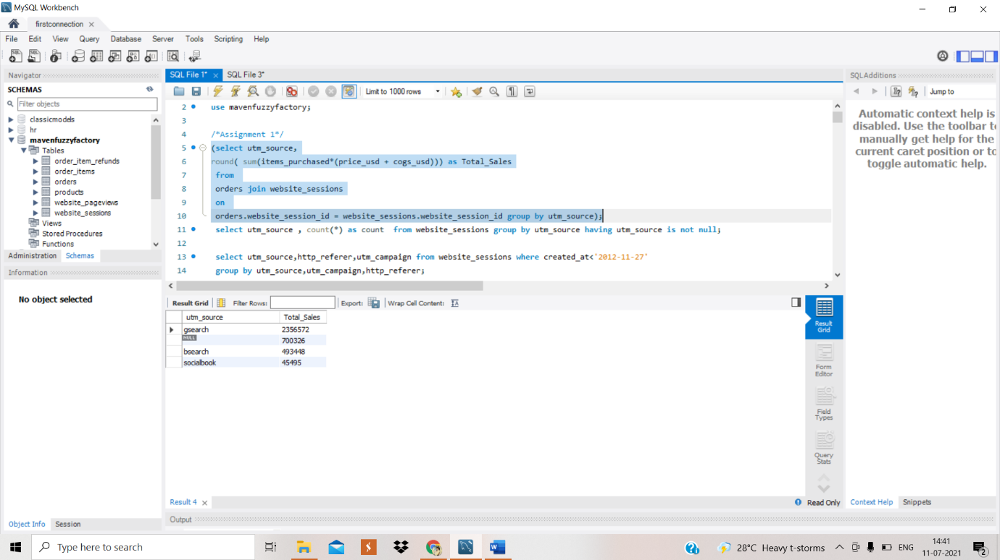 MySQL Workbench
firstconnection
File Edit View Query Database Server Tools Scripting Help
Navigator
SCHEMAS
Filter objects
classicmodels
hr
mavenfuzzyfactory
Tables
order_item_refunds
order_items
orders
products
website_pageviews
website_sessions
Views
Stored Procedures
Functions
Administration Schemas
Information
No object selected
Object Info Session
SQL File 1* SQL File 3*
Limit to 1000 rows
2 use mavenfuzzyfactory;
3
4 /*Assignment 1*/
5 (select utm_source,
6 round( sum(items_purchased*(price_usd + cogs_usd))) as Total_Sales
7 from
8 orders join website_sessions
9 on
10 orders.website_session_id = website_sessions.website_session_id group by utm_source);
11 select utm_source , count(*) as count from website_sessions group by utm_source having utm_source is not null;
12
13 select utm_source,http_referer,utm_campaign from website_sessions where created_at<'2012-11-27'
14 group by utm_source,utm_campaign,http_referer;
Result Grid Filter Rows: Export: Wrap Cell Content:
utm_source Total_Sales
gsearch 2356572
NULL 700326
bsearch 493448
socialbook 45495
Result Grid
Form Editor
Field Types
Query Stats
Result 4
Read Only
Output
SQLAdditions
Jump to
Automatic context help is
disabled. Use the toolbar to
manually get help for the
current caret position or to
toggle automatic help.
Context Help Snippets
Type here to search
28°C Heavy t-storms
ENG
14:41
11-07-2021
2